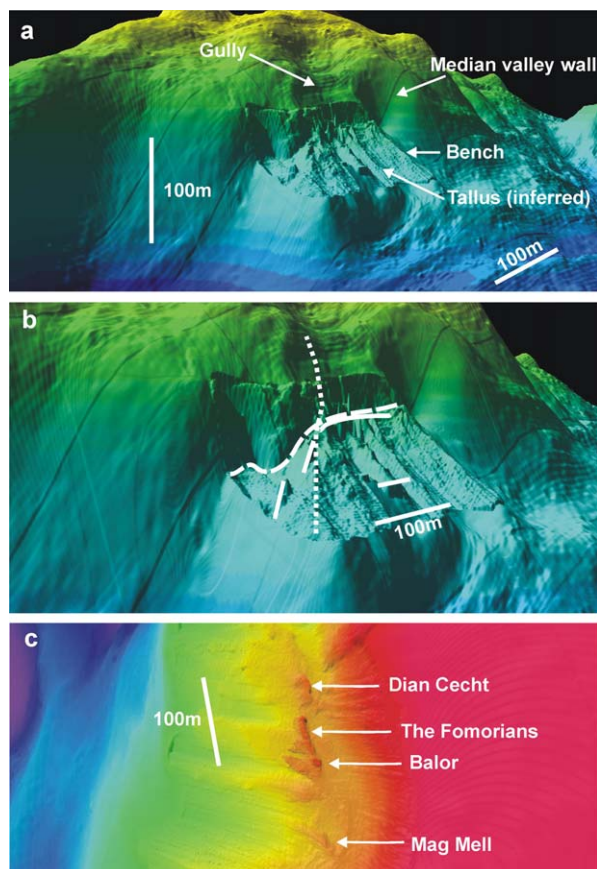 a
Gully
Median valley wall
Bench
100m
Tallus (inferred)
100m
b
100m
c
Dian Cecht
100m
The Fomorians
Balor
Mag Mell